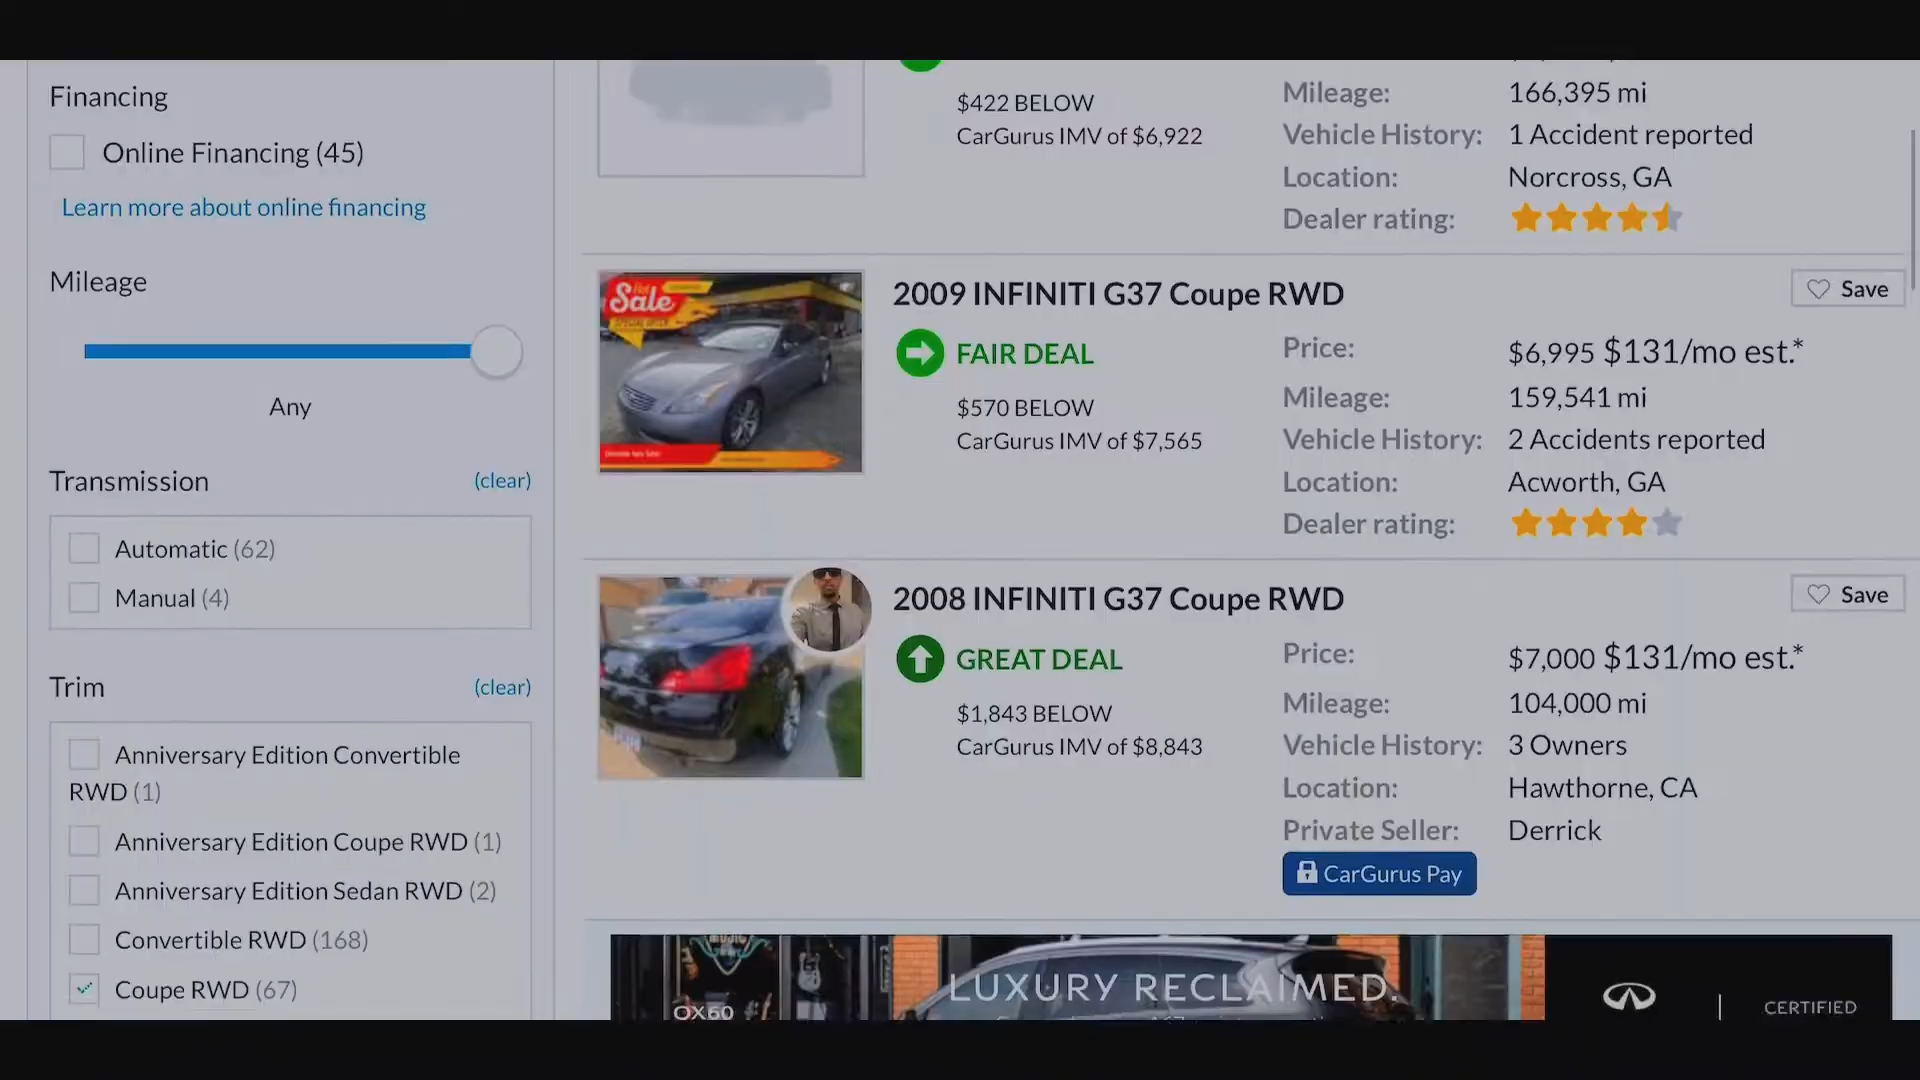 Financing
Online Financing (45)
Learn more about online financing
Mileage
Any
Transmission
(clear)
Automatic (62)
Manual (4)
Trim
(clear)
Anniversary Edition Convertible
RWD (1)
Anniversary Edition Coupe RWD (1)
Anniversary Edition Sedan RWD (2)
Convertible RWD (168)
Coupe RWD (67)
$422 BELOW
CarGurus IMV of $6,922
Mileage: 166,395 mi
Vehicle History: 1 Accident reported
Location: Norcross, GA
Dealer rating:
Hot
Sale
SPECIAL OFFER
2009 INFINITI G37 Coupe RWD
Save
FAIR DEAL
$570 BELOW
CarGurus IMV of $7,565
Price: $6,995 $131/mo est.*
Mileage: 159,541 mi
Vehicle History: 2 Accidents reported
Location: Acworth, GA
Dealer rating:
2008 INFINITI G37 Coupe RWD
Save
GREAT DEAL
$1,843 BELOW
CarGurus IMV of $8,843
Price: $7,000 $131/mo est.*
Mileage: 104,000 mi
Vehicle History: 3 Owners
Location: Hawthorne, CA
Private Seller: Derrick
CarGurus Pay
MUSIC
QX60
LUXURY RECLAIMED.
CERTIFIED